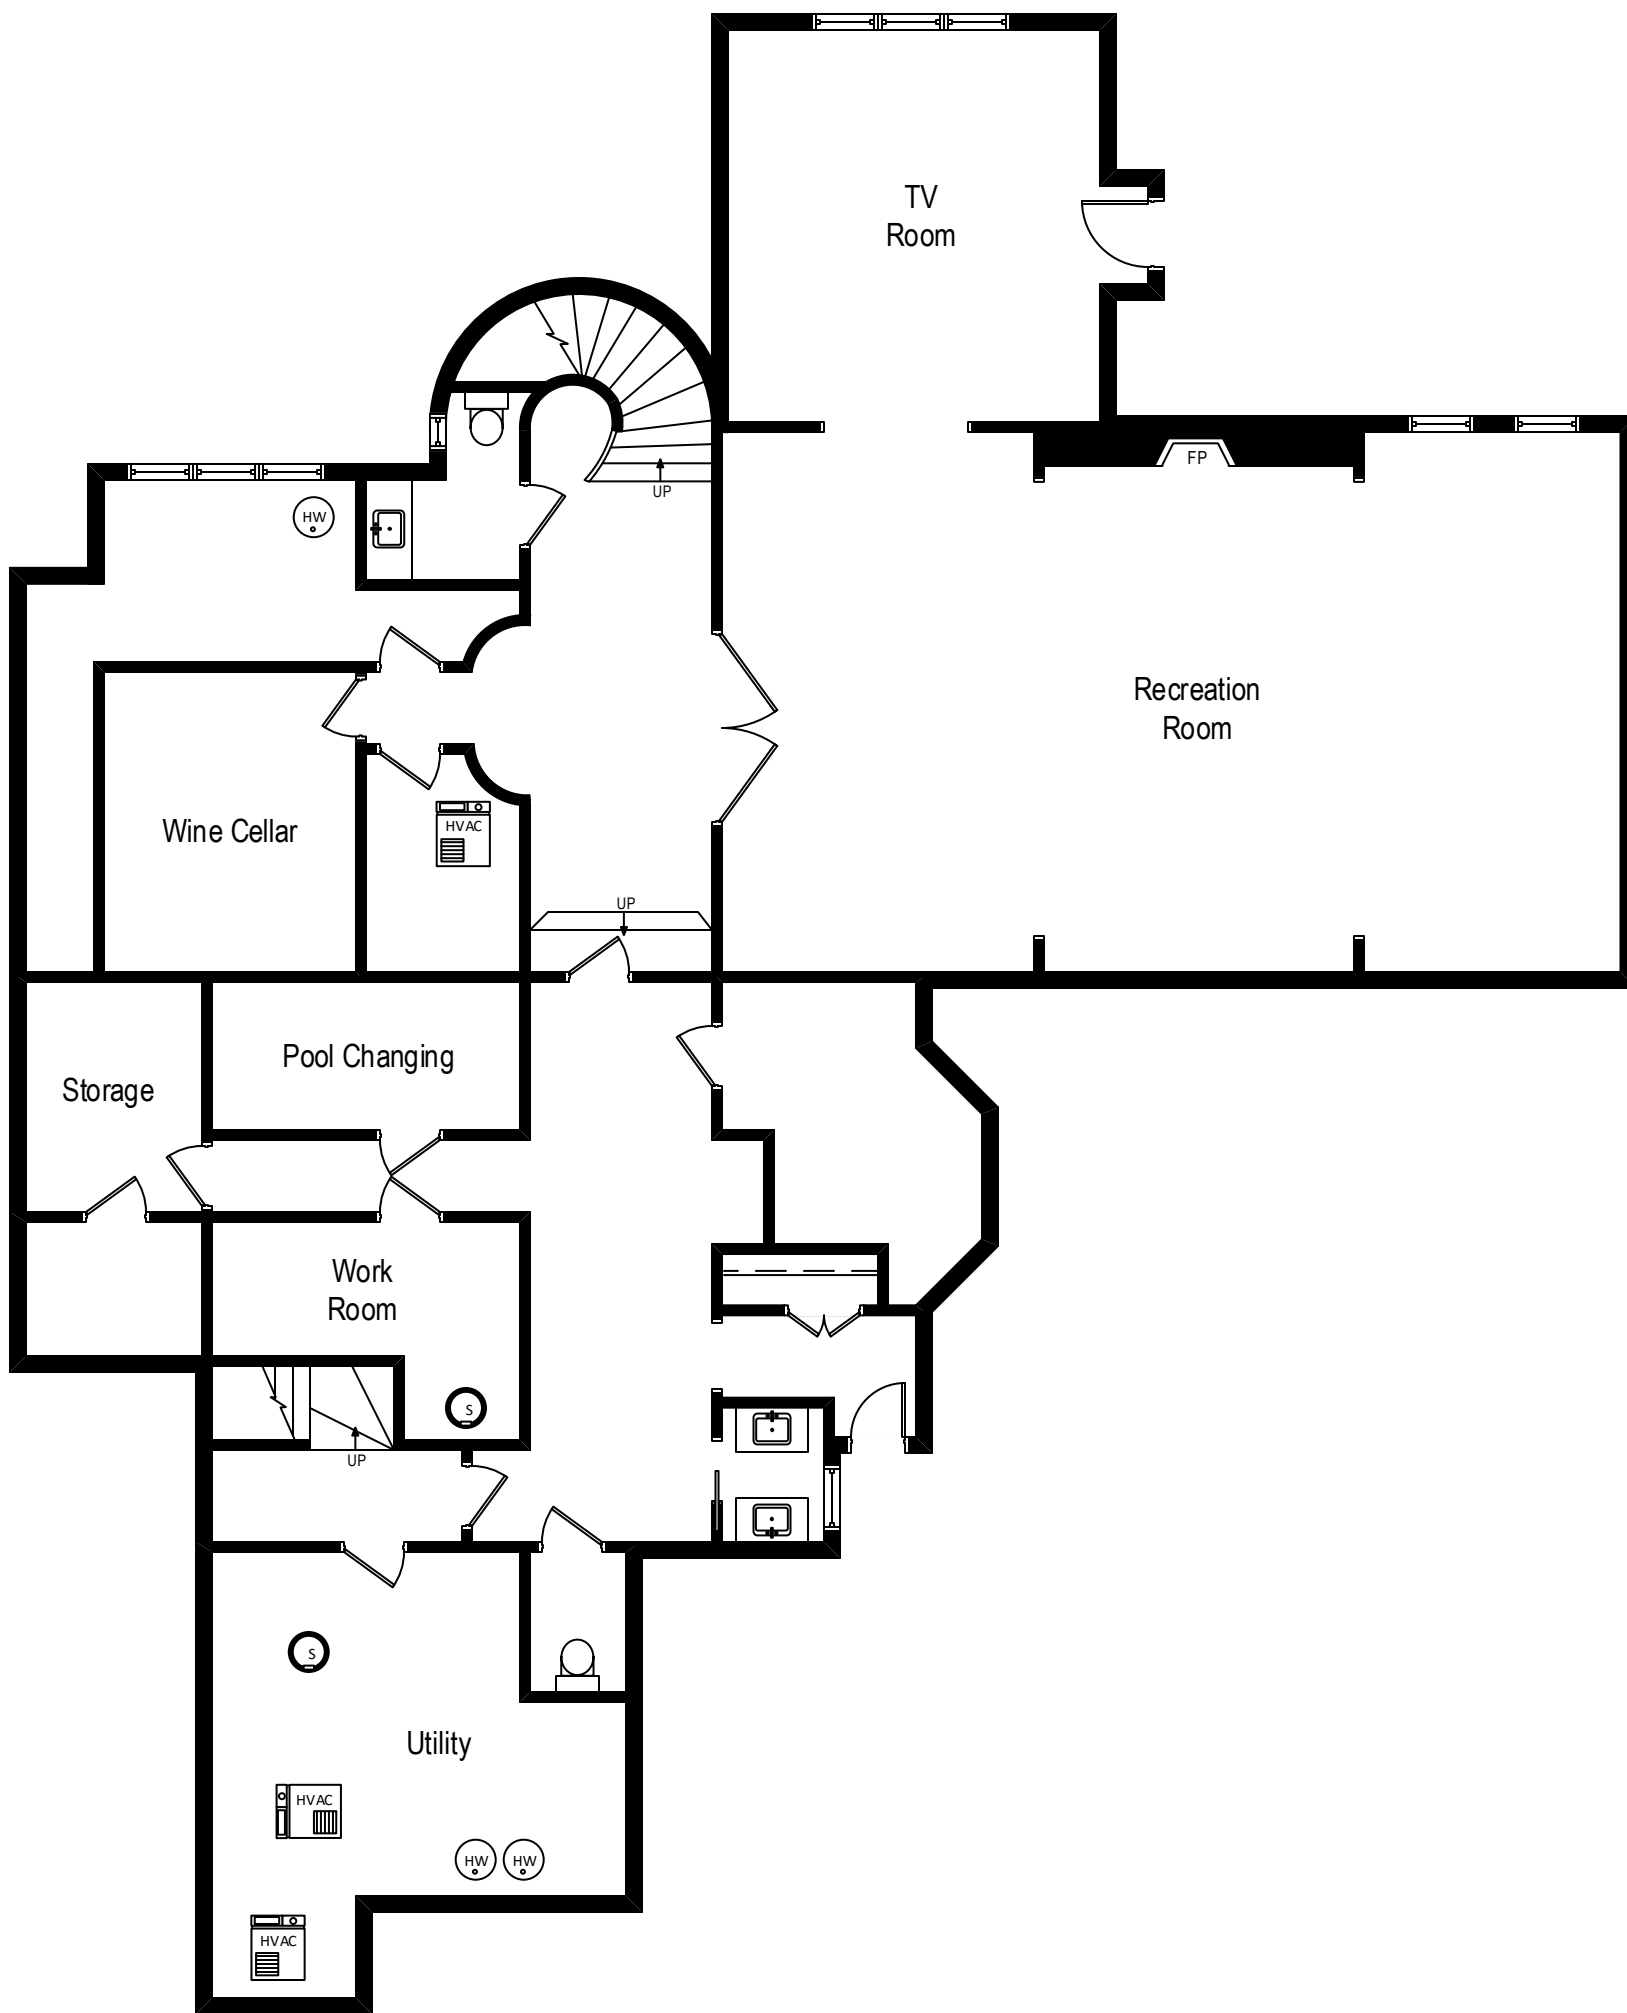 TV
Room
FP
UP
HW
Recreation
Room
Wine Cellar
HVAC
UP
Pool Changing
Storage
Work
Room
S
UP
S
Utility
HVAC
HW
HW
HVAC